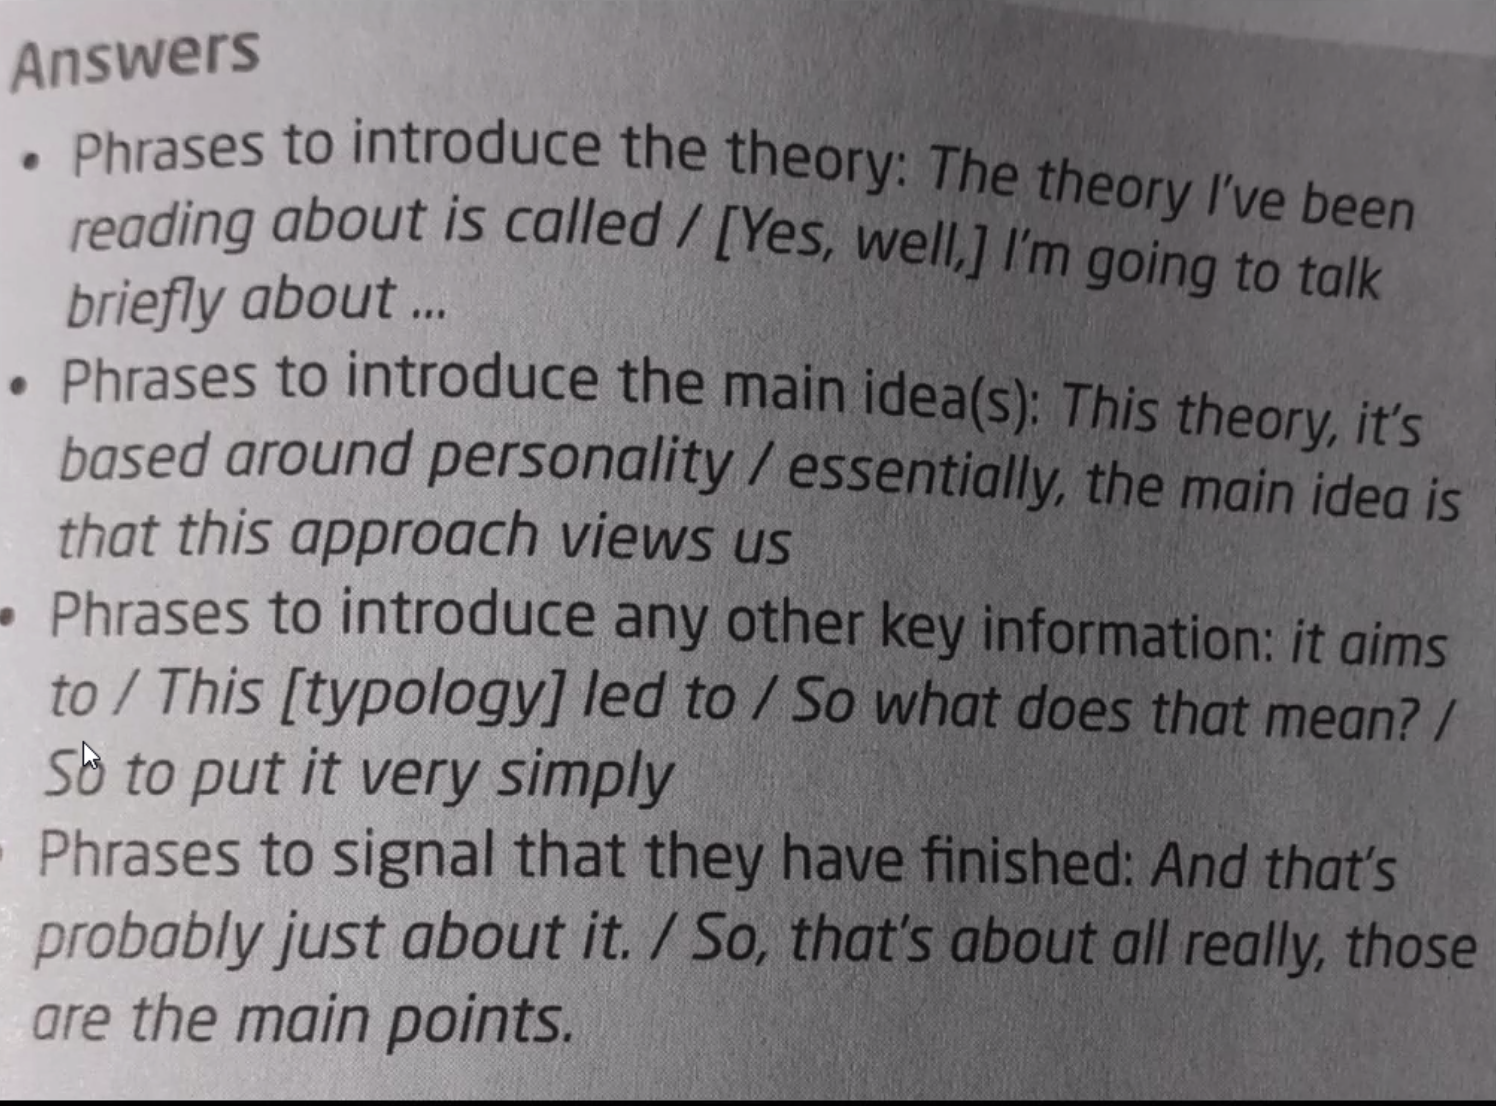 Answers
• Phrases to introduce the theory: The theory I've been
reading about is called / [Yes, well,] I'm going to talk
briefly about ...
• Phrases to introduce the main idea(s): This theory, it's
based around personality / essentially, the main idea is
that this approach views us
• Phrases to introduce any other key information: it aims
to / This [typology] led to / So what does that mean? /
So to put it very simply
• Phrases to signal that they have finished: And that's
probably just about it. / So, that's about all really, those
are the main points.